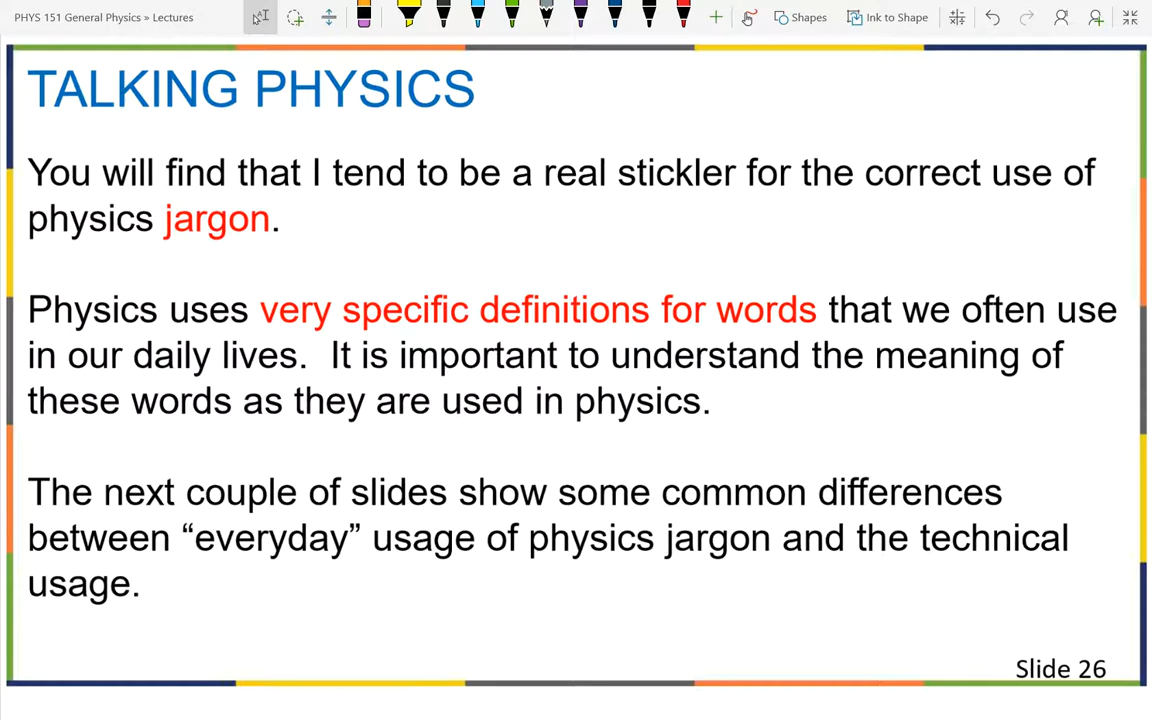 PHYS 151 General Physics » Lectures
Shapes
Ink to Shape
TALKING PHYSICS
You will find that I tend to be a real stickler for the correct use of
physics jargon.
Physics uses very specific definitions for words that we often use
in our daily lives.  It is important to understand the meaning of
these words as they are used in physics.
The next couple of slides show some common differences
between “everyday” usage of physics jargon and the technical
usage.
Slide 26